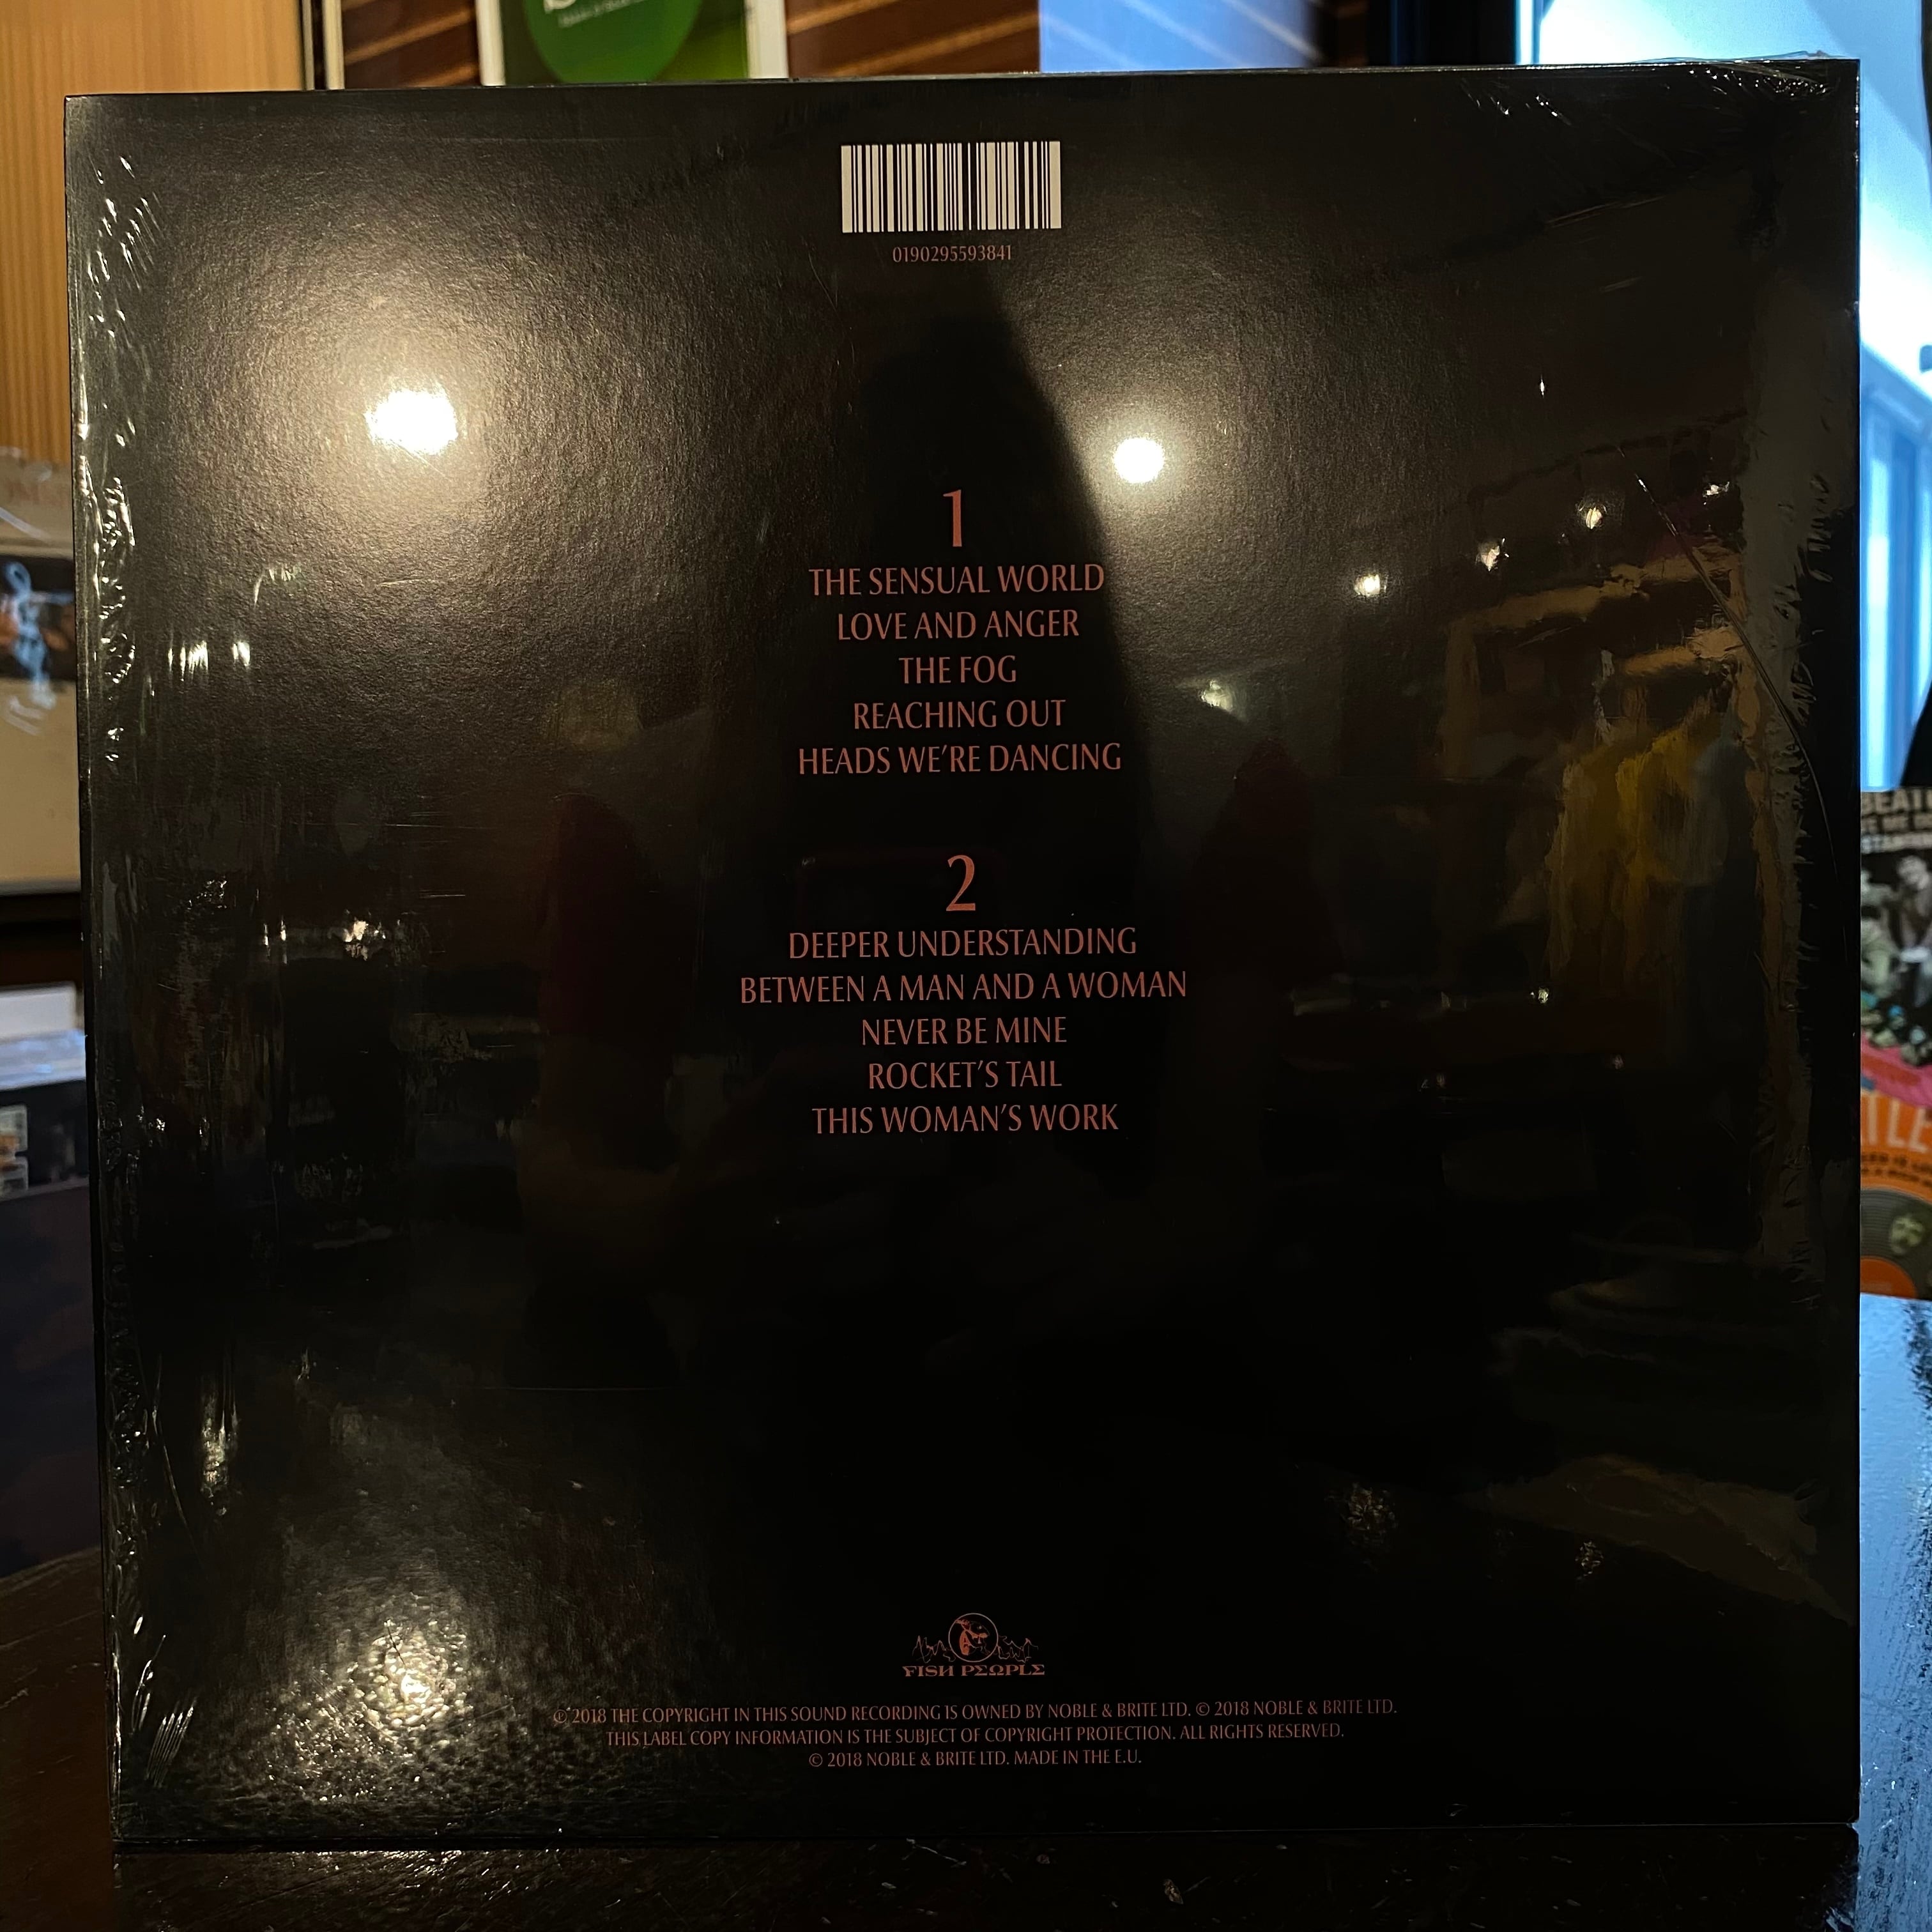 0190295593841
1
THE SENSUAL WORLD
LOVE AND ANGER
THE FOG
REACHING OUT
HEADS WE'RE DANCING
2
DEEPER UNDERSTANDING
BETWEEN A MAN AND A WOMAN
NEVER BE MINE
ROCKET'S TAIL
THIS WOMAN'S WORK
FISH PEOPLE
℗ 2018 THE COPYRIGHT IN THIS SOUND RECORDING IS OWNED BY NOBLE & BRITE LTD. © 2018 NOBLE & BRITE LTD.
THIS LABEL COPY INFORMATION IS THE SUBJECT OF COPYRIGHT PROTECTION. ALL RIGHTS RESERVED.
© 2018 NOBLE & BRITE LTD. MADE IN THE E.U.